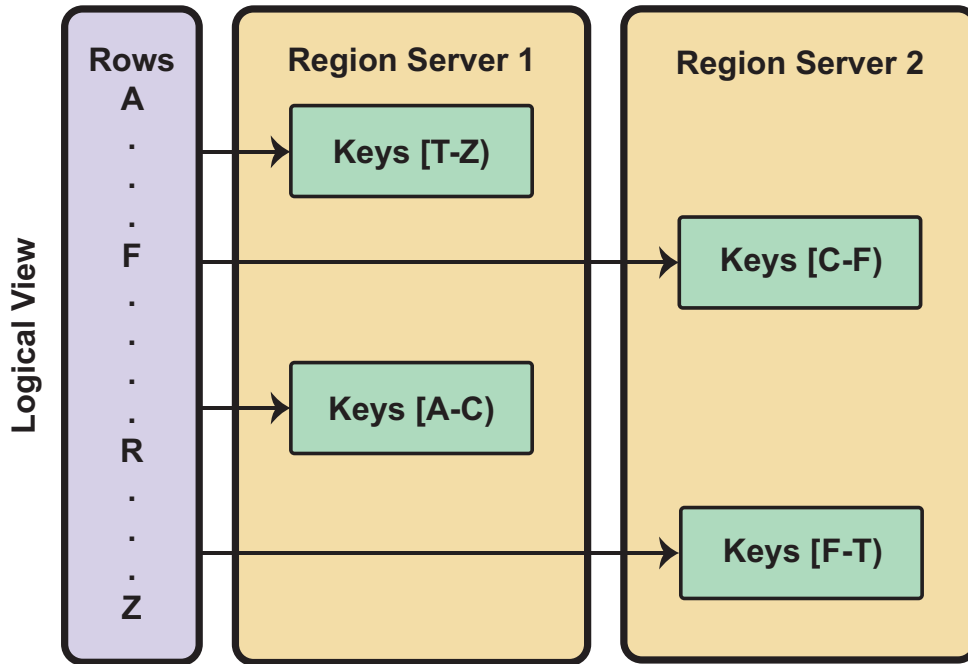 Logical View
Rows
A
.
.
.
F
.
.
.
.
R
.
.
.
Z
Region Server 1
Keys [T-Z)
Keys [A-C)
Region Server 2
Keys [C-F)
Keys [F-T)